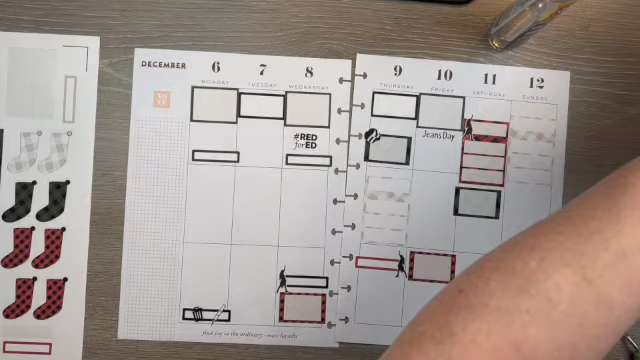 DECEMBER
6
7
8
9
10
11
12
MONDAY
TUESDAY
WEDNESDAY
THURSDAY
FRIDAY
SATURDAY
SUNDAY
#RED
for ED
Jeans Day
find joy in the ordinary